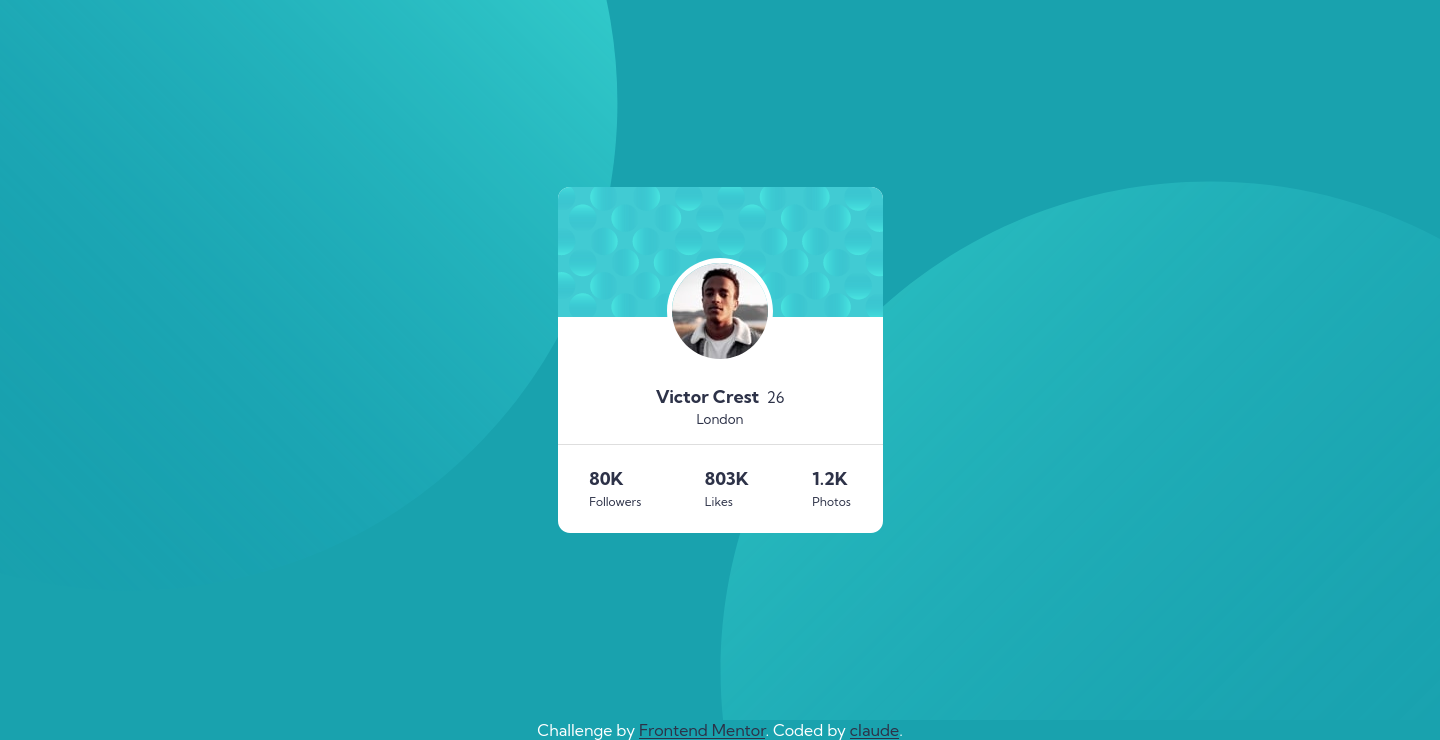 Victor Crest 26
London
80K 803K 1.2K
Followers Likes Photos
Challenge by Frontend Mentor. Coded by claude.